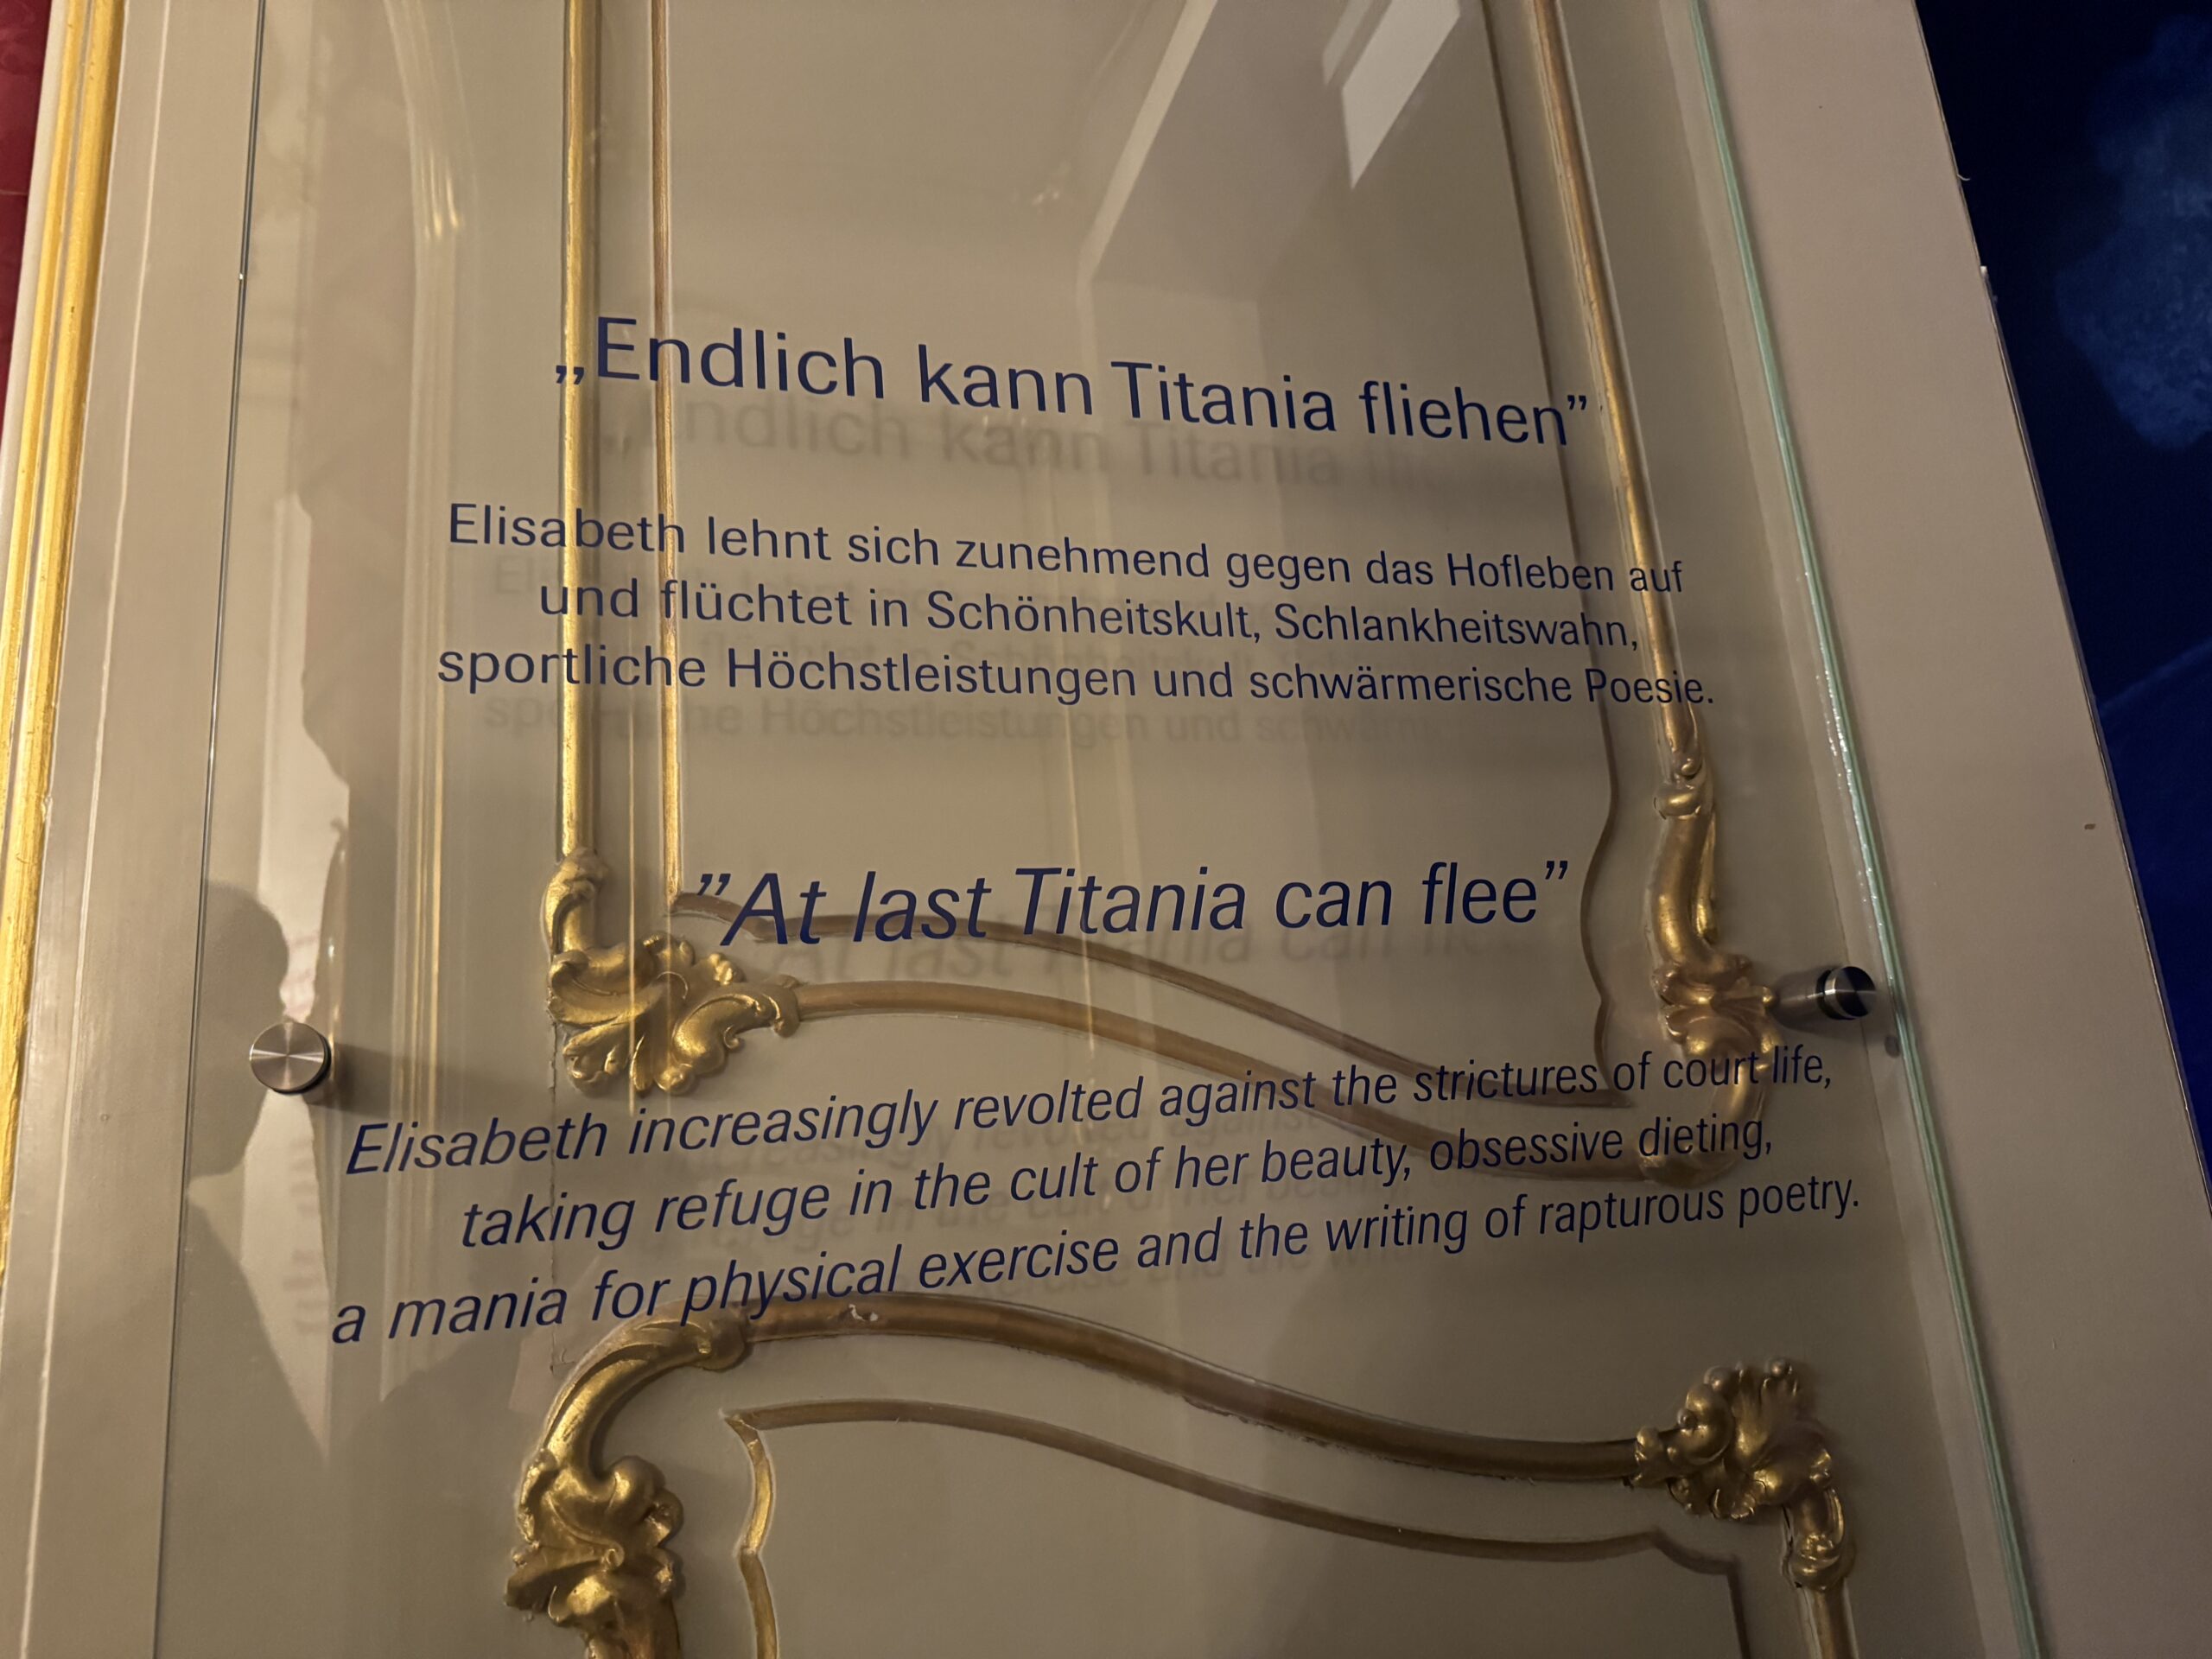 „Endlich kann Titania fliehen”
Elisabeth lehnt sich zunehmend gegen das Hofleben auf
und flüchtet in Schönheitskult, Schlankheitswahn,
sportliche Höchstleistungen und schwärmerische Poesie.
”At last Titania can flee”
Elisabeth increasingly revolted against the strictures of court life,
taking refuge in the cult of her beauty, obsessive dieting,
a mania for physical exercise and the writing of rapturous poetry.